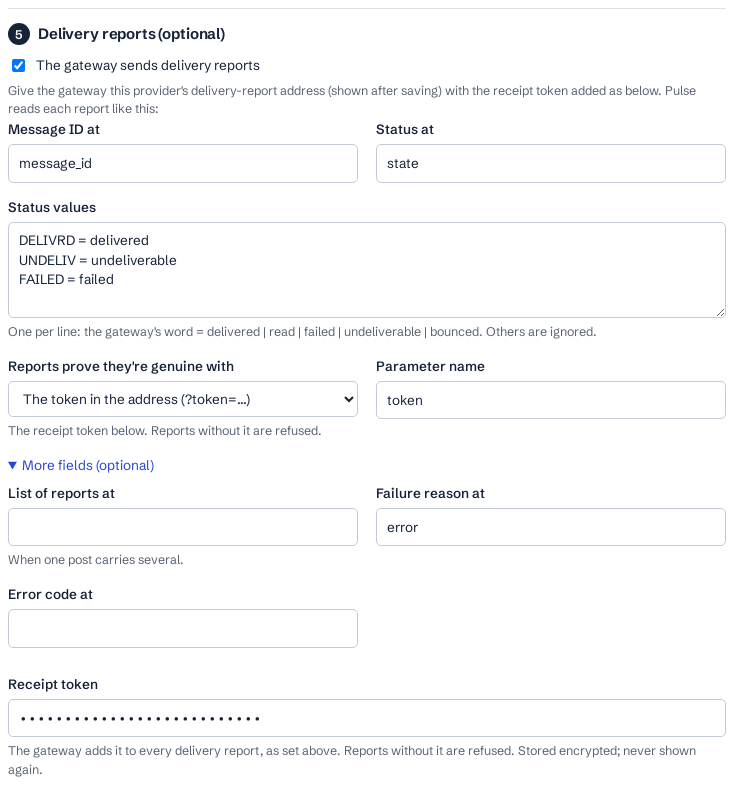 5 Delivery reports (optional)
The gateway sends delivery reports
Give the gateway this provider's delivery-report address (shown after saving) with the receipt token added as below. Pulse
reads each report like this:
Message ID at
Status at
message_id
state
Status values
DELIVRD = delivered
UNDELIV = undeliverable
FAILED = failed
One per line: the gateway's word = delivered | read | failed | undeliverable | bounced. Others are ignored.
Reports prove they're genuine with
Parameter name
The token in the address (?token=…)
token
The receipt token below. Reports without it are refused.
▼ More fields (optional)
List of reports at
Failure reason at
error
When one post carries several.
Error code at
Receipt token
•••••••••••••••••••••••••••
The gateway adds it to every delivery report, as set above. Reports without it are refused. Stored encrypted; never shown
again.